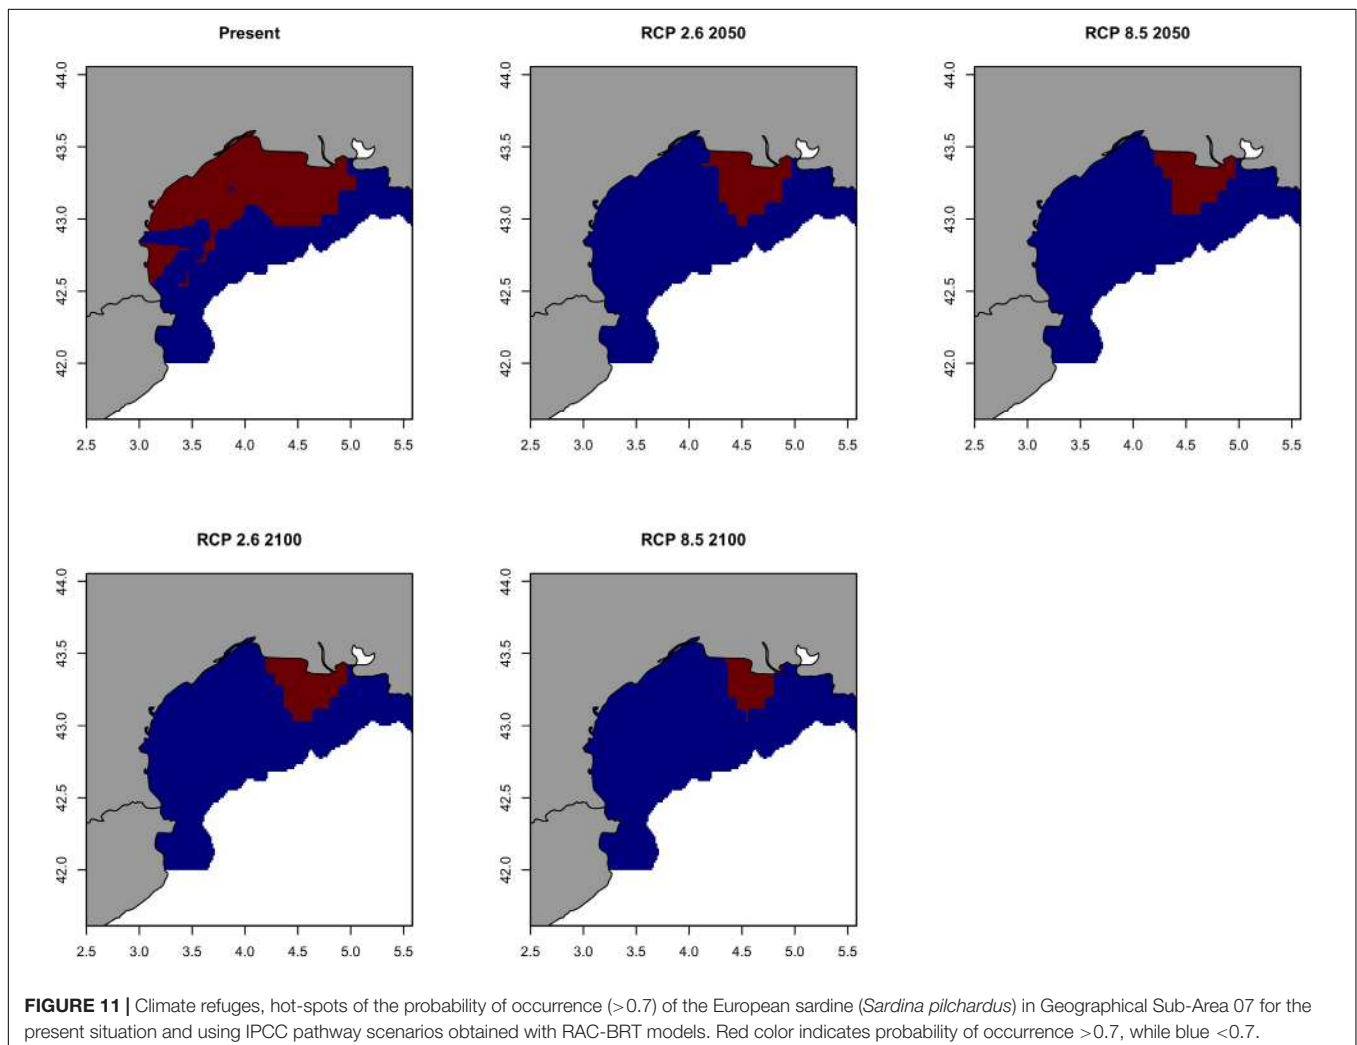 Present
RCP 2.6 2050
RCP 8.5 2050
44.0
43.5
43.0
42.5
42.0
2.5 3.0 3.5 4.0 4.5 5.0 5.5
44.0
43.5
43.0
42.5
42.0
2.5 3.0 3.5 4.0 4.5 5.0 5.5
44.0
43.5
43.0
42.5
42.0
2.5 3.0 3.5 4.0 4.5 5.0 5.5
RCP 2.6 2100
RCP 8.5 2100
44.0
43.5
43.0
42.5
42.0
2.5 3.0 3.5 4.0 4.5 5.0 5.5
44.0
43.5
43.0
42.5
42.0
2.5 3.0 3.5 4.0 4.5 5.0 5.5
FIGURE 11 | Climate refuges, hot-spots of the probability of occurrence (>0.7) of the European sardine (Sardina pilchardus) in Geographical Sub-Area 07 for the
present situation and using IPCC pathway scenarios obtained with RAC-BRT models. Red color indicates probability of occurrence >0.7, while blue <0.7.